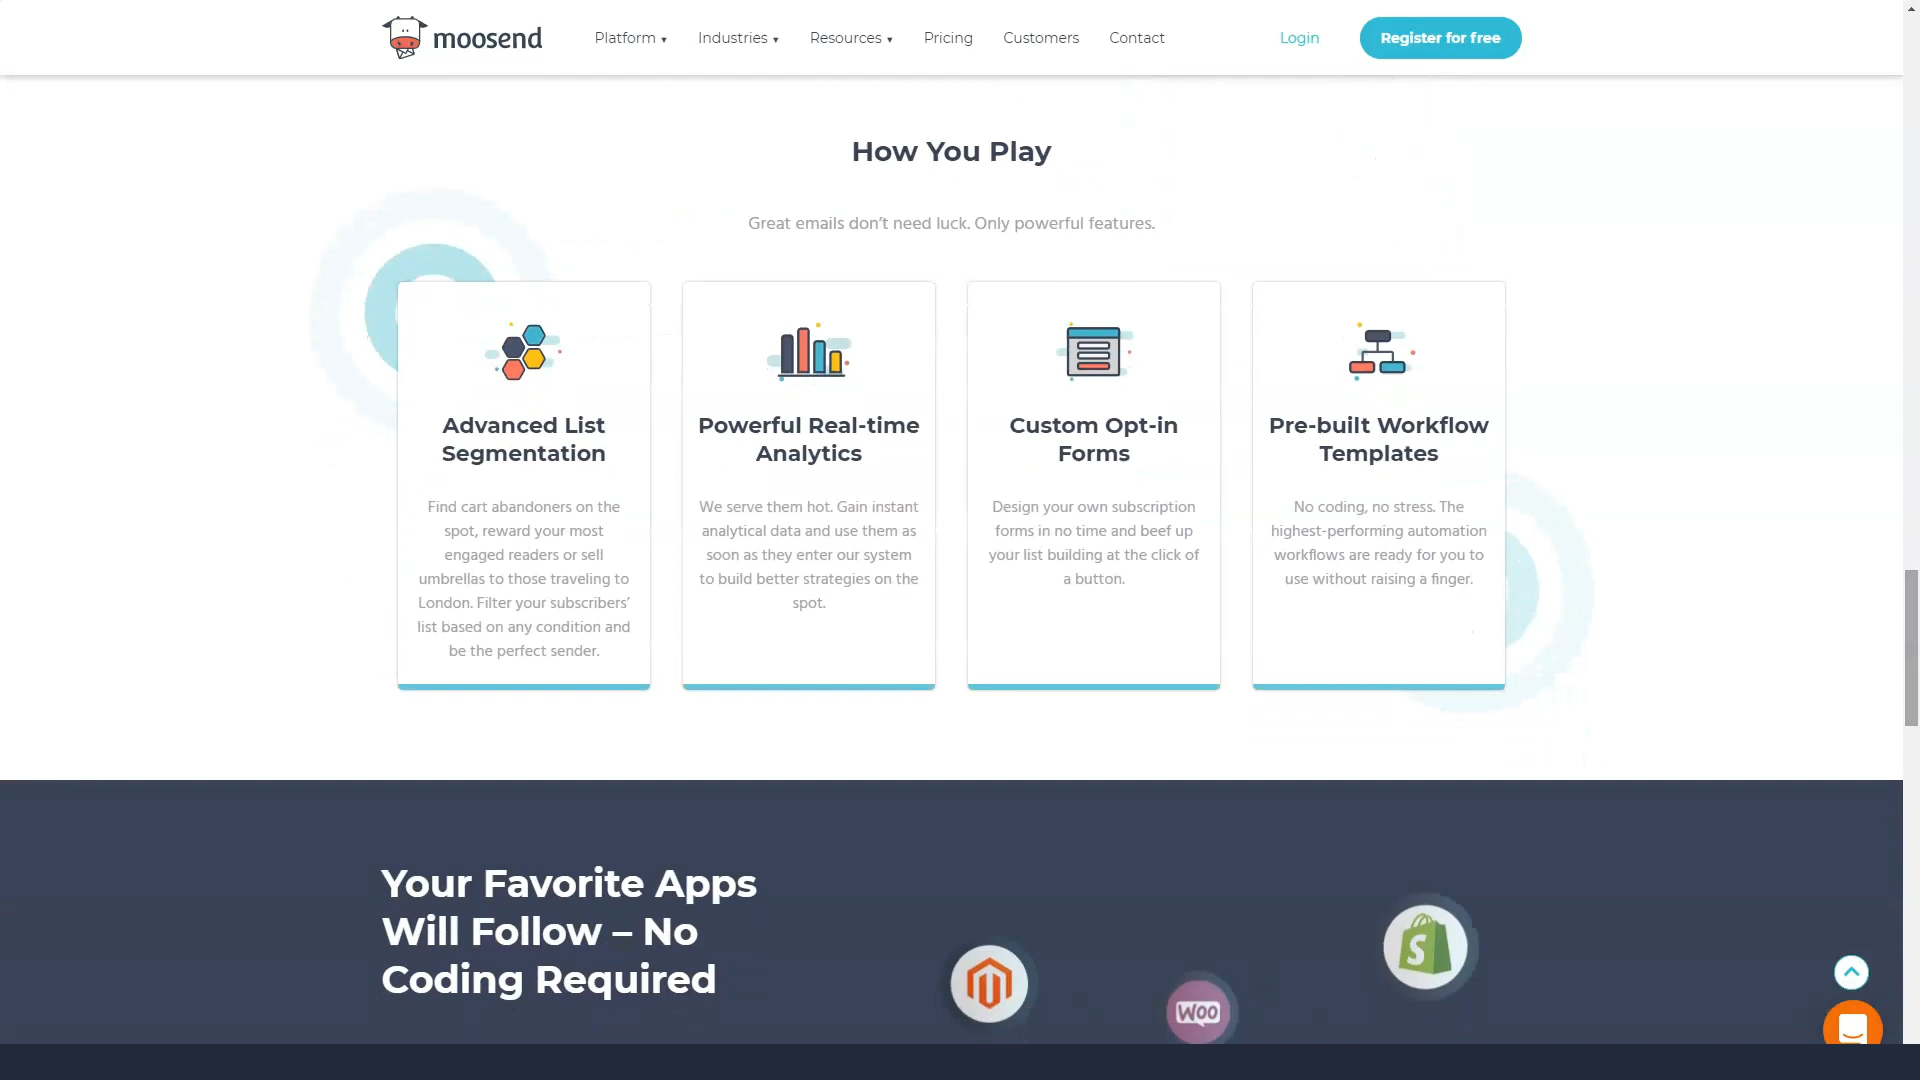 moosend
Platform ▾
Industries ▾
Resources ▾
Pricing
Customers
Contact
Login
Register for free
How You Play
Great emails don’t need luck. Only powerful features.
Advanced List
Segmentation
Find cart abandoners on the
spot, reward your most
engaged readers or sell
umbrellas to those traveling to
London. Filter your subscribers’
list based on any condition and
be the perfect sender.
Powerful Real-time
Analytics
We serve them hot. Gain instant
analytical data and use them as
soon as they enter our system
to build better strategies on the
spot.
Custom Opt-in
Forms
Design your own subscription
forms in no time and beef up
your list building at the click of
a button.
Pre-built Workflow
Templates
No coding, no stress. The
highest-performing automation
workflows are ready for you to
use without raising a finger.
Your Favorite Apps
Will Follow – No
Coding Required
S
Woo